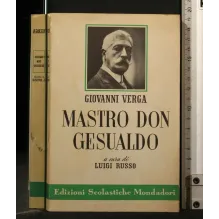 GIOVANNI VERGA
MASTRO DON
GESUALDO
a cura di
LUIGI RUSSO
Edizioni Scolastiche Mondadori